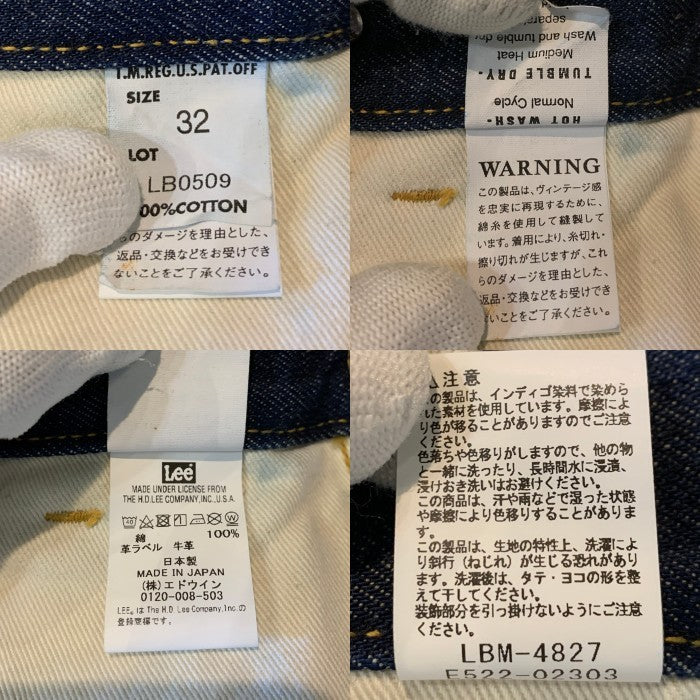 T.M.REG.U.S.PAT.OFF
SIZE
32
LOT
LB0509
00%COTTON
らのダメージを理由とした、
返品・交換などをお受けでき
ないことをご了承ください。
separa
Wash and tumble dr
Medium Heat
TUMBLE DRY-
Normal Cycle
HOT WASH-
WARNING
この製品は、ヴィンテージ感
を忠実に再現するために、
綿糸を使用して縫製して
います。着用により、糸切れ・
擦り切れが生じますが、これ
らのダメージを理由とした、
返品・交換などをお受けでき
ないことをご了承ください。
Lee
MADE UNDER LICENSE FROM
THE H.D.LEE COMPANY,INC.,U.S.A.
綿 100%
革ラベル 牛革
日本製
MADE IN JAPAN
(株)エドウイン
0120-008-503
LEE®は The H.D. Lee Company,Inc.の
登録商標です。
注意
の製品は、インディゴ染料で染めら
れた素材を使用しています。摩擦によ
り色が移ることがありますのでご注意
ください。
色落ちや色移りがしますので、他の物
と一緒に洗ったり、長時間水に浸漬、
浸けおき洗いはお避けください。
この商品は、汗や雨などで湿った状態
や摩擦により色移りすることがありま
す。
この製品は、生地の特性上、洗濯によ
り斜行(ねじれ)が生じる恐れがあり
ます。洗濯後は、タテ・ヨコの形を整
えて干してください。
装飾部分を引っ掛けないようにご注意
ください。
LBM-4827
E522-02303